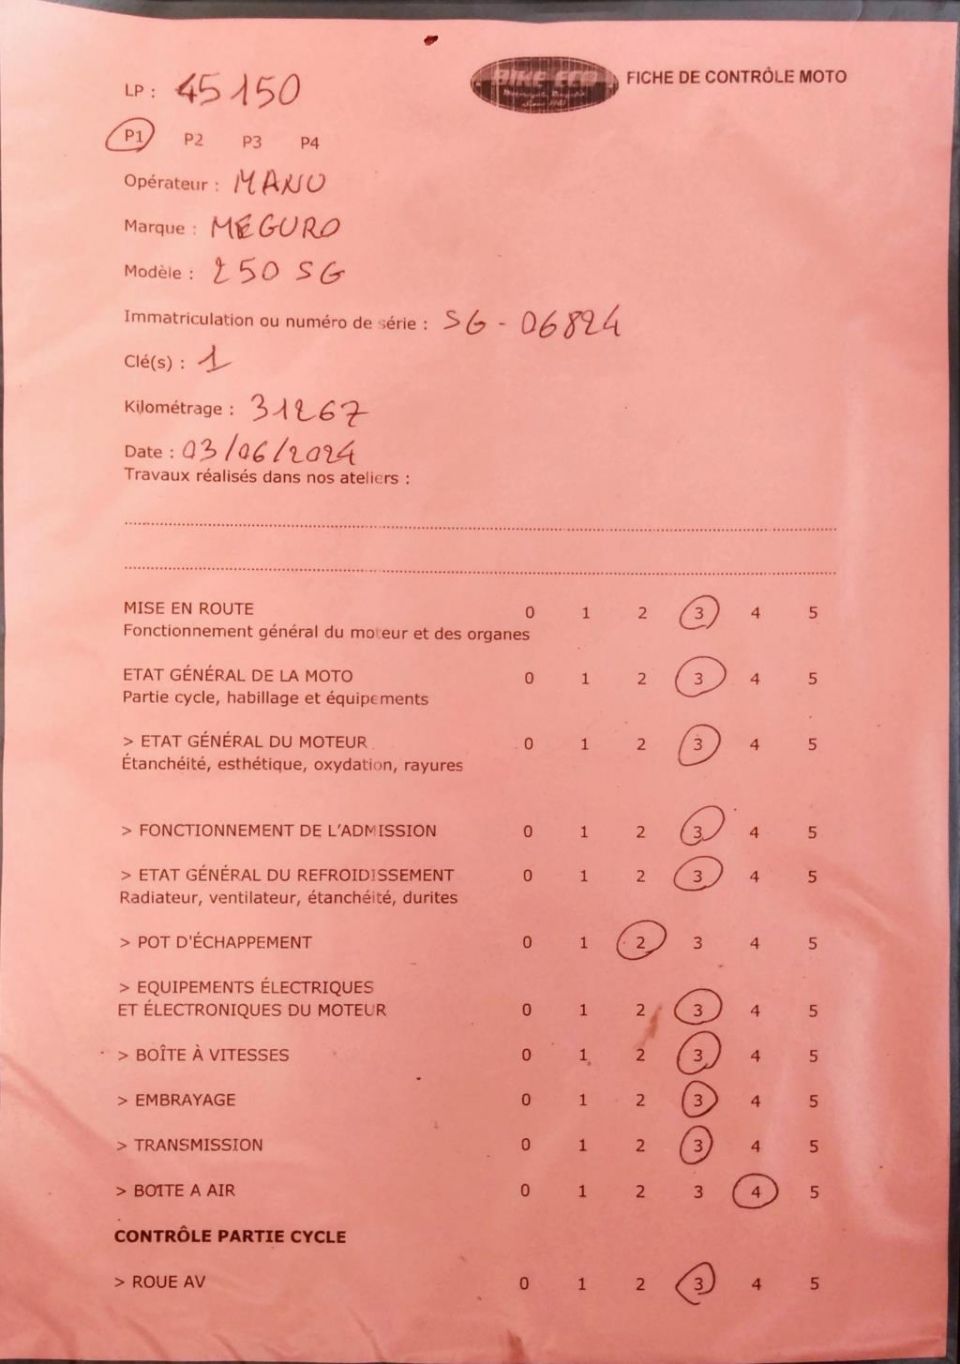 LP : 45150
BIKE ECO
FICHE DE CONTRÔLE MOTO
P1 P2 P3 P4
Opérateur : MANU
Marque : MEGURO
Modèle : 250 SG
Immatriculation ou numéro de série : SG - 06824
Clé(s) : 1
Kilométrage : 31267
Date : 03/06/2024
Travaux réalisés dans nos ateliers :
MISE EN ROUTE 0 1 2 3 4 5
Fonctionnement général du moteur et des organes
ETAT GÉNÉRAL DE LA MOTO 0 1 2 3 4 5
Partie cycle, habillage et équipements
> ETAT GÉNÉRAL DU MOTEUR 0 1 2 3 4 5
Étanchéité, esthétique, oxydation, rayures
> FONCTIONNEMENT DE L'ADMISSION 0 1 2 3 4 5
> ETAT GÉNÉRAL DU REFROIDISSEMENT 0 1 2 3 4 5
Radiateur, ventilateur, étanchéité, durites
> POT D'ÉCHAPPEMENT 0 1 2 3 4 5
> EQUIPEMENTS ÉLECTRIQUES
ET ÉLECTRONIQUES DU MOTEUR 0 1 2 3 4 5
> BOÎTE À VITESSES 0 1 2 3 4 5
> EMBRAYAGE 0 1 2 3 4 5
> TRANSMISSION 0 1 2 3 4 5
> BOITE A AIR 0 1 2 3 4 5
CONTRÔLE PARTIE CYCLE
> ROUE AV 0 1 2 3 4 5